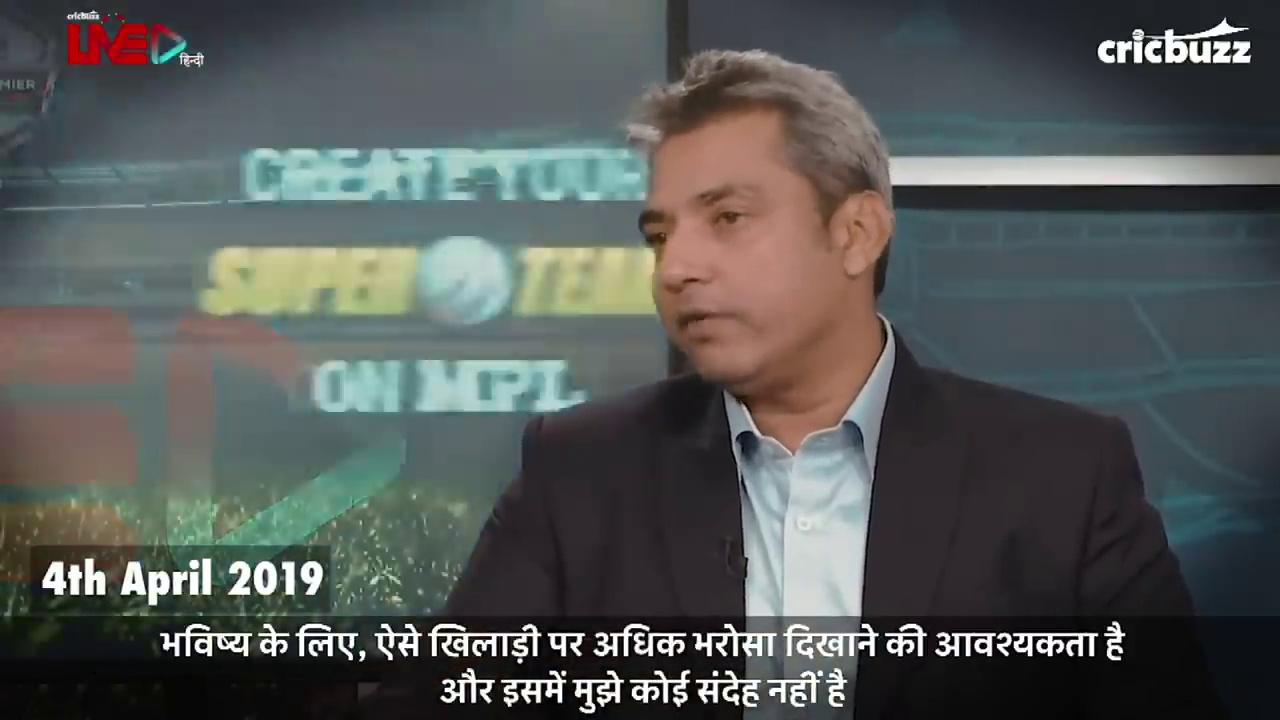 cricbuzz
LIVE हिन्दी
cricbuzz
MIER
CREATE YOUR
SUPER TEAM
ON MPL
4th April 2019
भविष्य के लिए, ऐसे खिलाड़ी पर अधिक भरोसा दिखाने की आवश्यकता है
और इसमें मुझे कोई संदेह नहीं है